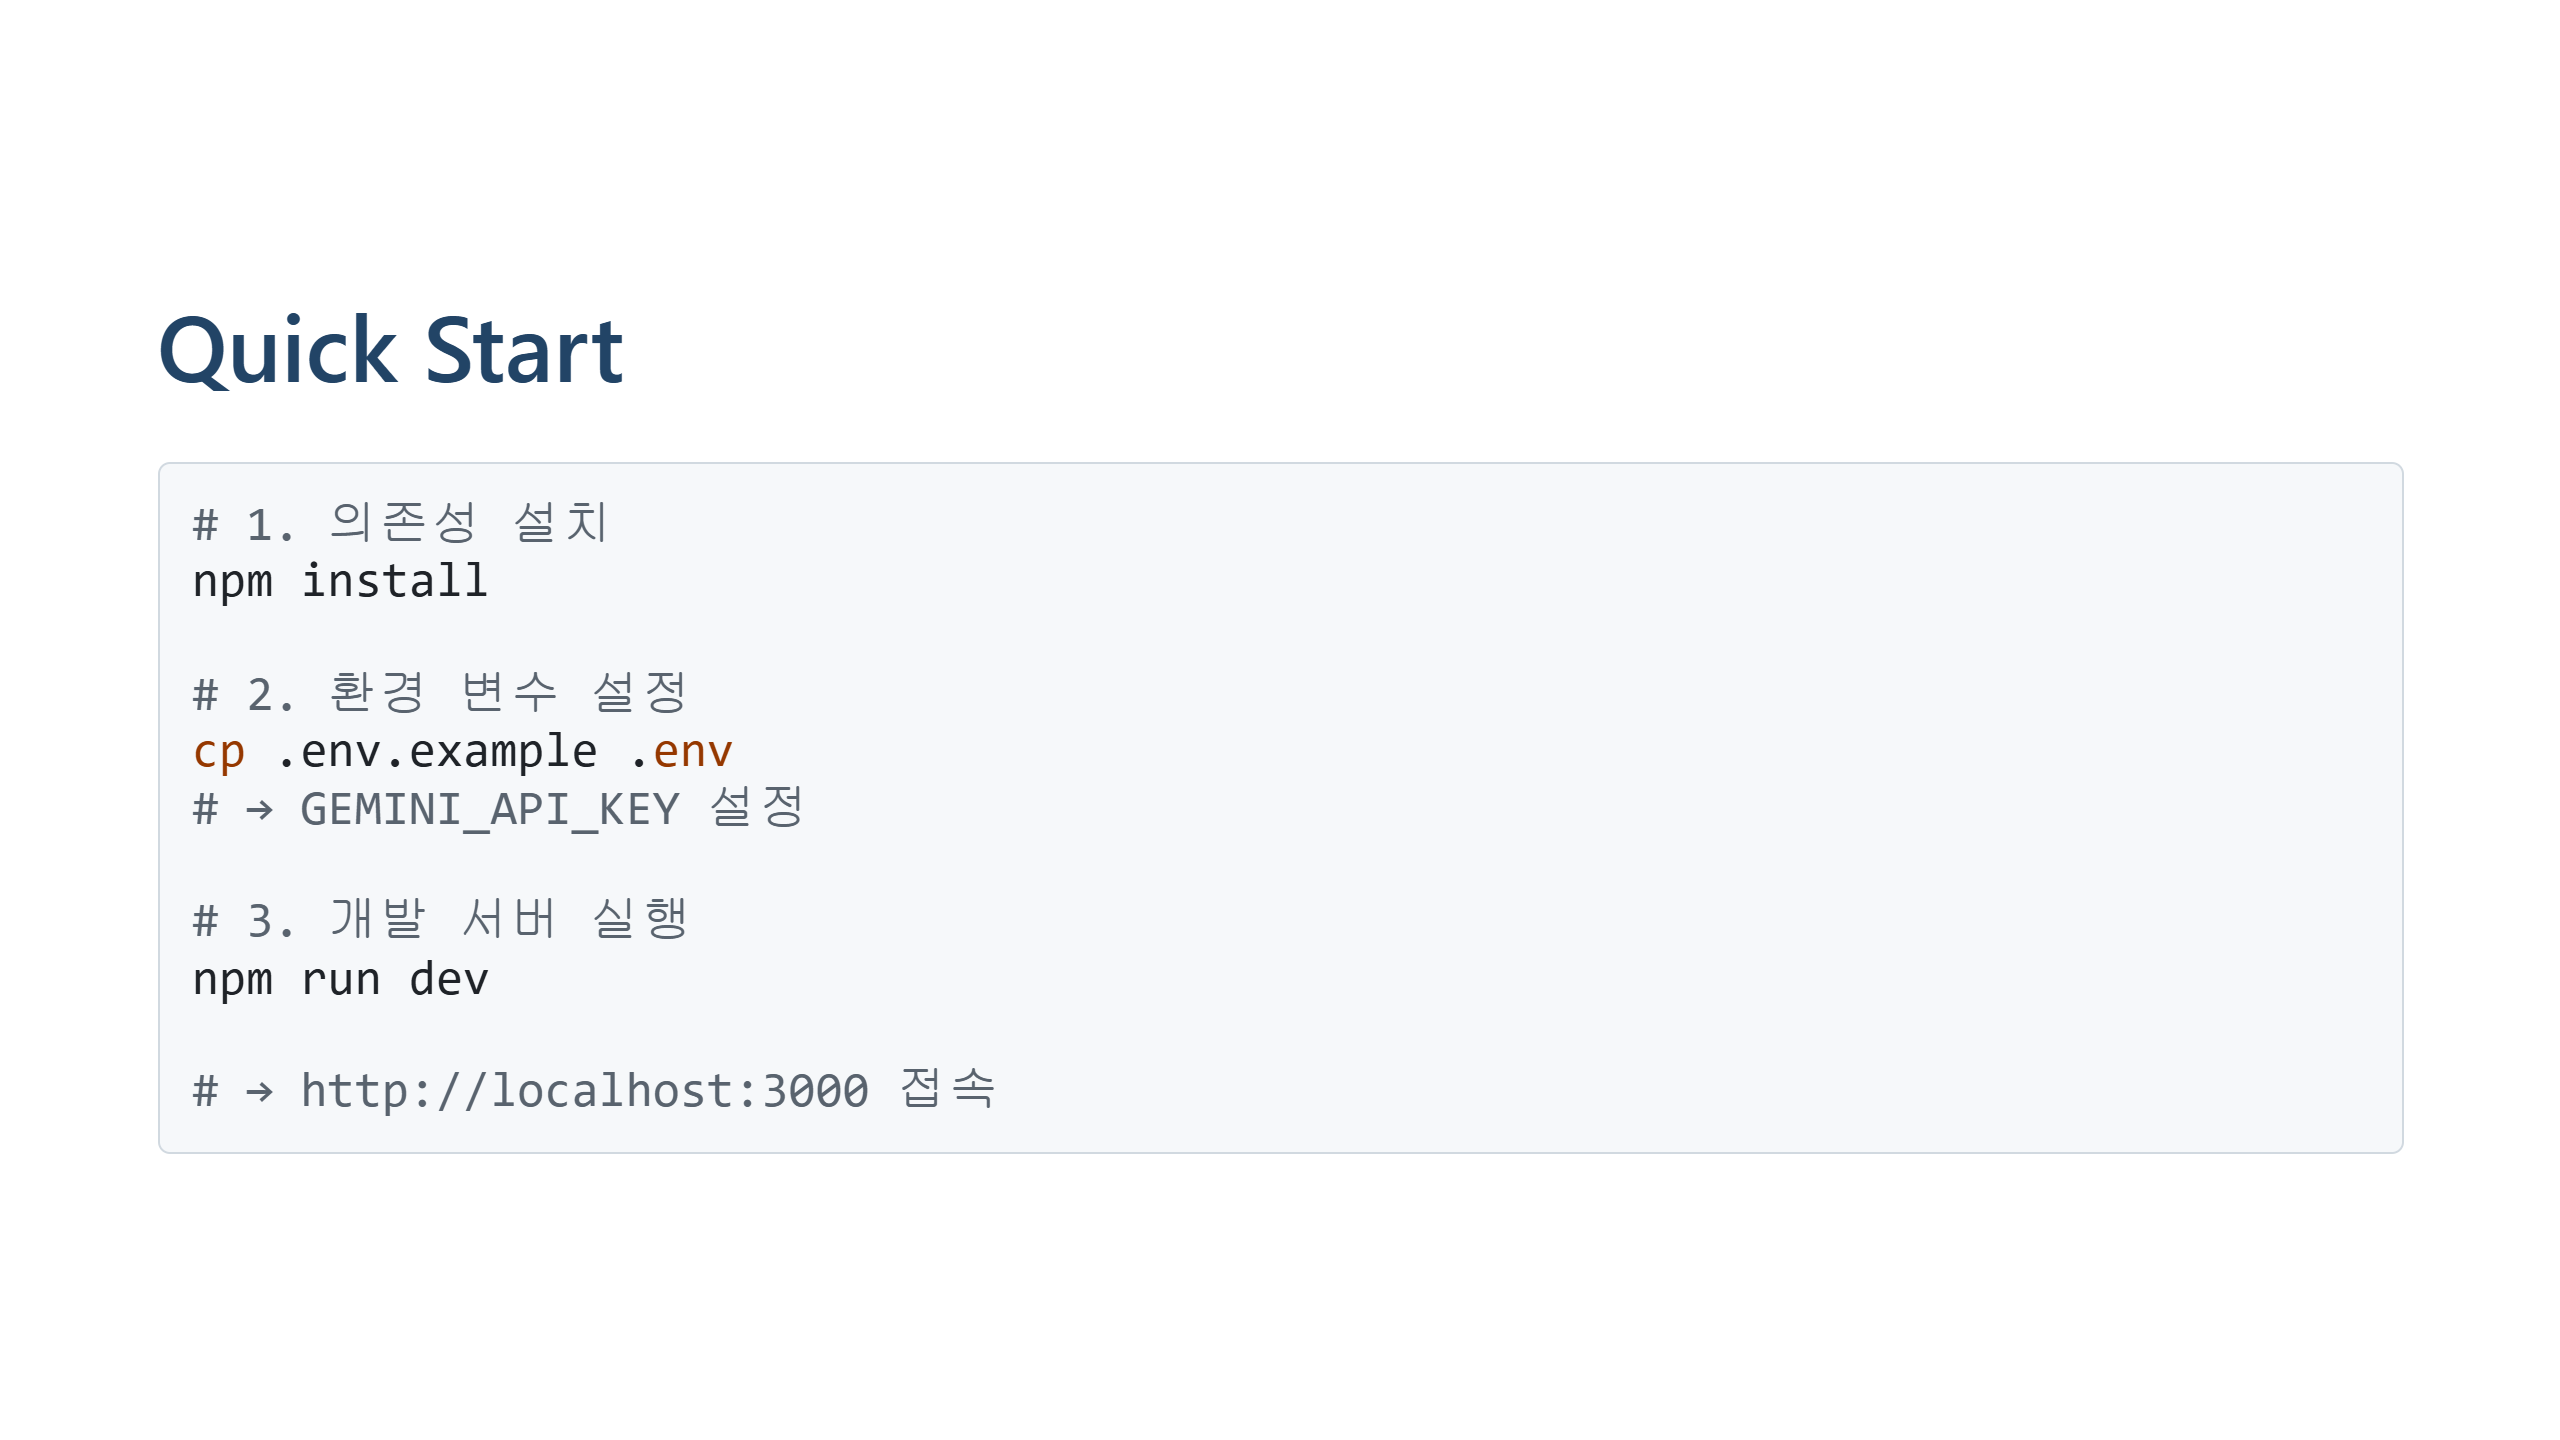 Quick Start
# 1. 의존성 설치
npm install
# 2. 환경 변수 설정
cp .env.example .env
# → GEMINI_API_KEY 설정
# 3. 개발 서버 실행
npm run dev
# → http://localhost:3000 접속